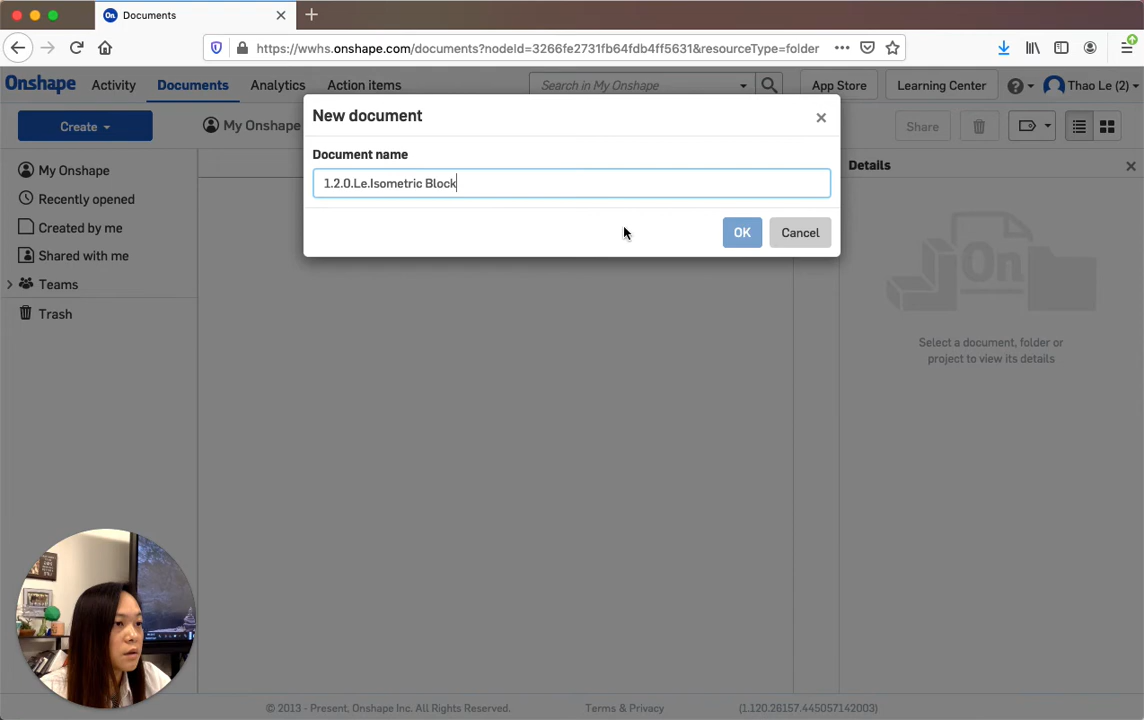 On Documents × +
https://wwhs.onshape.com/documents?nodeId=3266fe2731fb64fdb4ff5631&resourceType=folder
Onshape Activity Documents Analytics Action items Search in My Onshape App Store Learning Center ? Thao Le (2)
Create My Onshape Share
New document ×
Document name
1.2.0.Le.Isometric Block
OK Cancel
My Onshape
Recently opened
Created by me
Shared with me
Teams
Trash
Details ×
On
Select a document, folder or
project to view its details
© 2013 - Present, Onshape Inc. All Rights Reserved. Terms & Privacy (1.120.26157.445057142003)